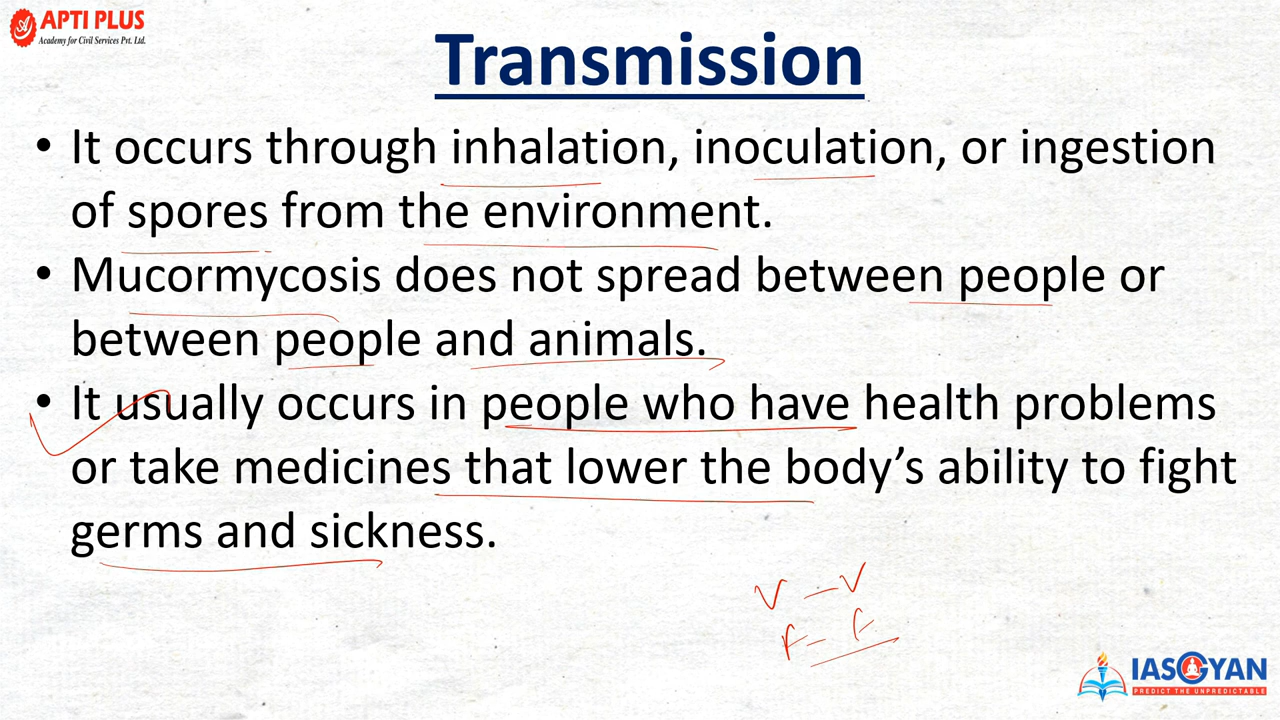 APTI PLUS
Academy for Civil Services Pvt. Ltd.
Transmission
• It occurs through inhalation, inoculation, or ingestion
of spores from the environment.
• Mucormycosis does not spread between people or
between people and animals.
• It usually occurs in people who have health problems
or take medicines that lower the body’s ability to fight
germs and sickness.
V – V
F – F
IASGYAN
PREDICT THE UNPREDICTABLE